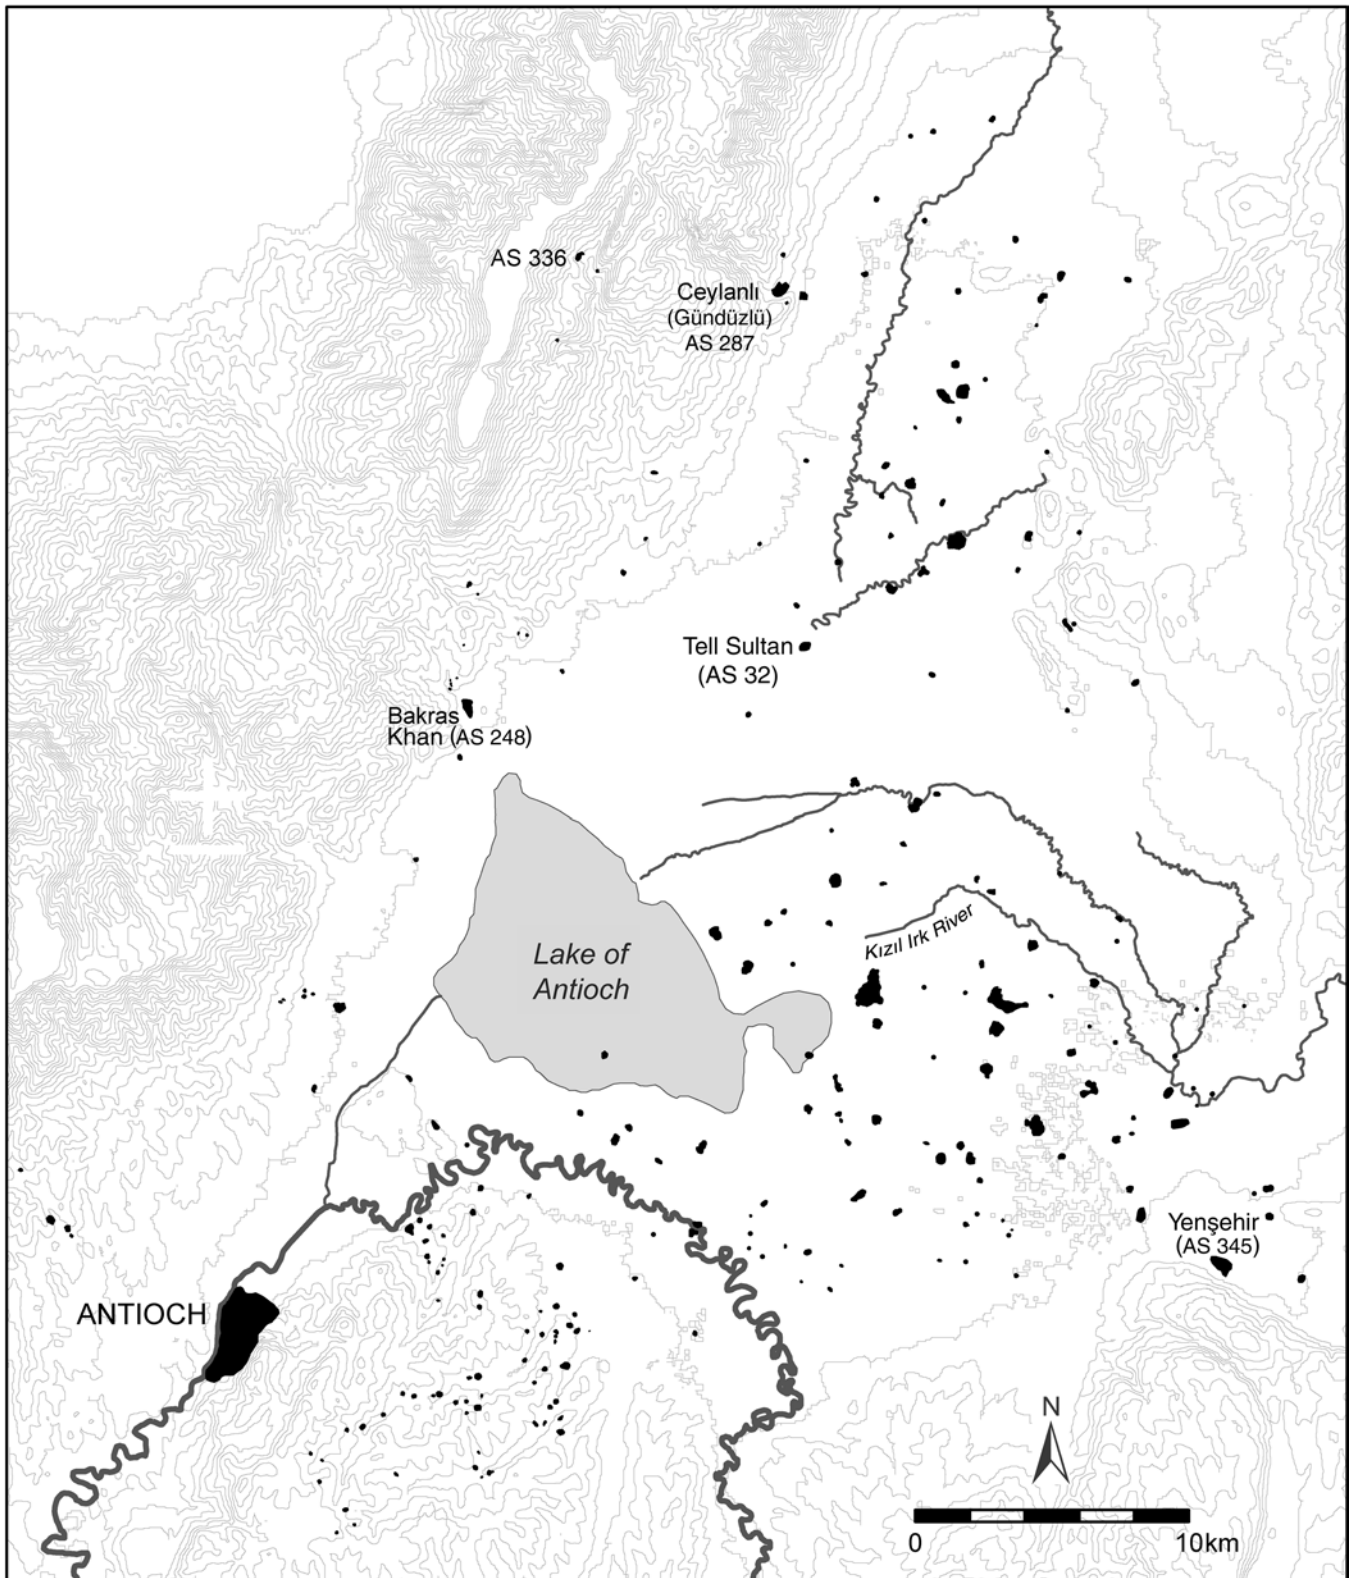 AS 336
Ceylanlı
(Gündüzlü)
AS 287
Tell Sultan
(AS 32)
Bakras
Khan (AS 248)
Kızıl Irk River
Lake of
Antioch
Yenşehir
(AS 345)
ANTIOCH
N
0 10km